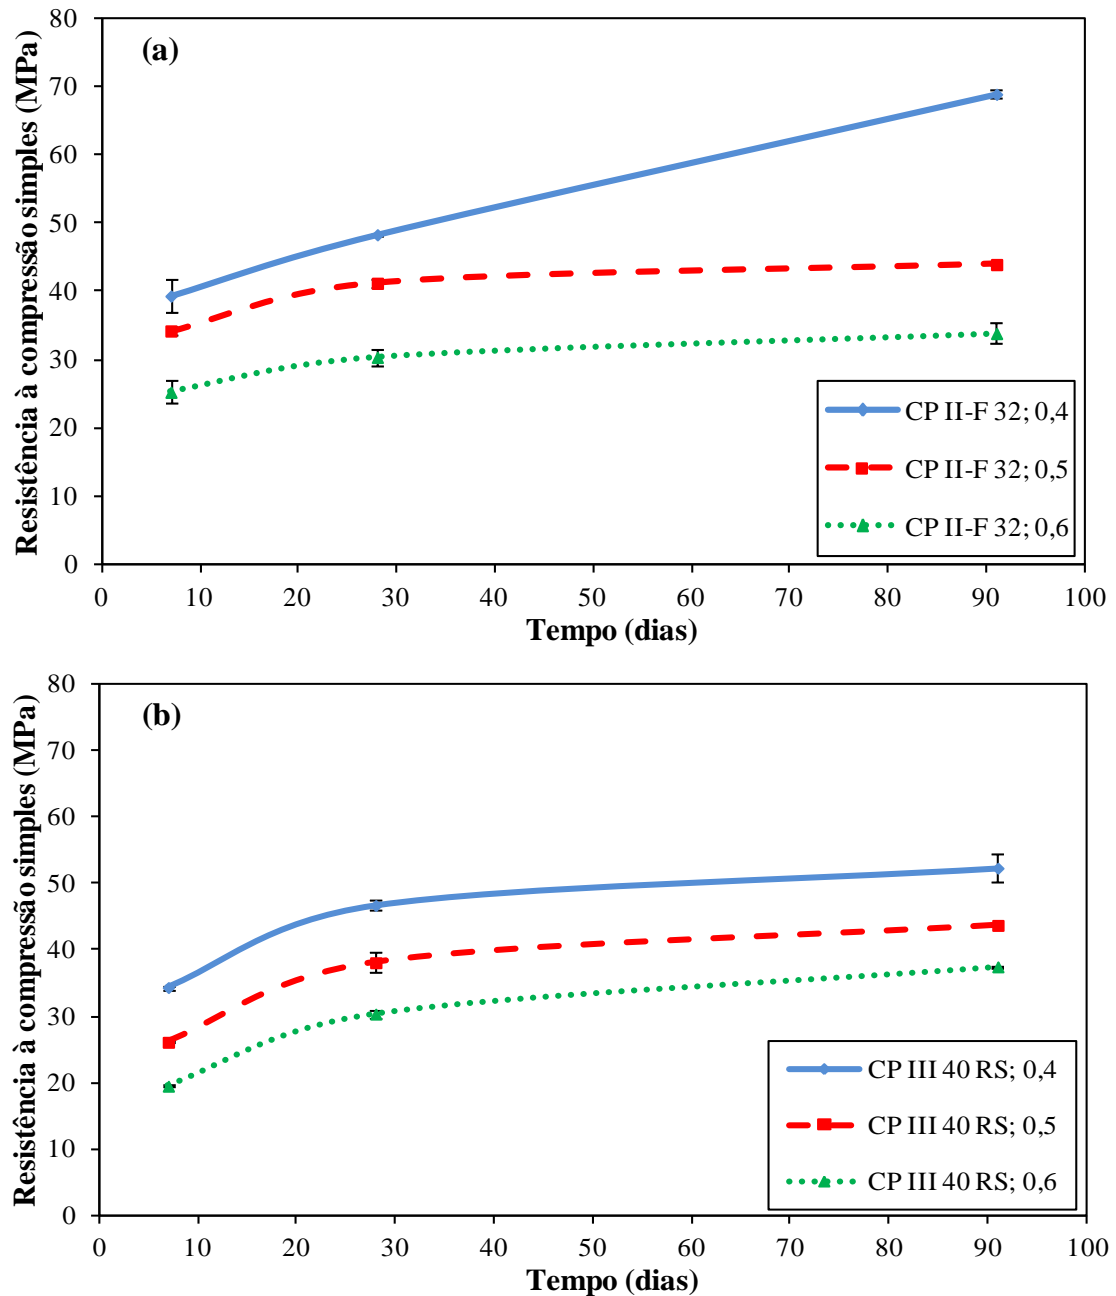 (a)
Resistência à compressão simples (MPa)
80
70
60
50
40
30
20
10
0
CP II-F 32; 0,4
CP II-F 32; 0,5
CP II-F 32; 0,6
0 10 20 30 40 50 60 70 80 90 100
Tempo (dias)
(b)
Resistência à compressão simples (MPa)
80
70
60
50
40
30
20
10
0
CP III 40 RS; 0,4
CP III 40 RS; 0,5
CP III 40 RS; 0,6
0 10 20 30 40 50 60 70 80 90 100
Tempo (dias)